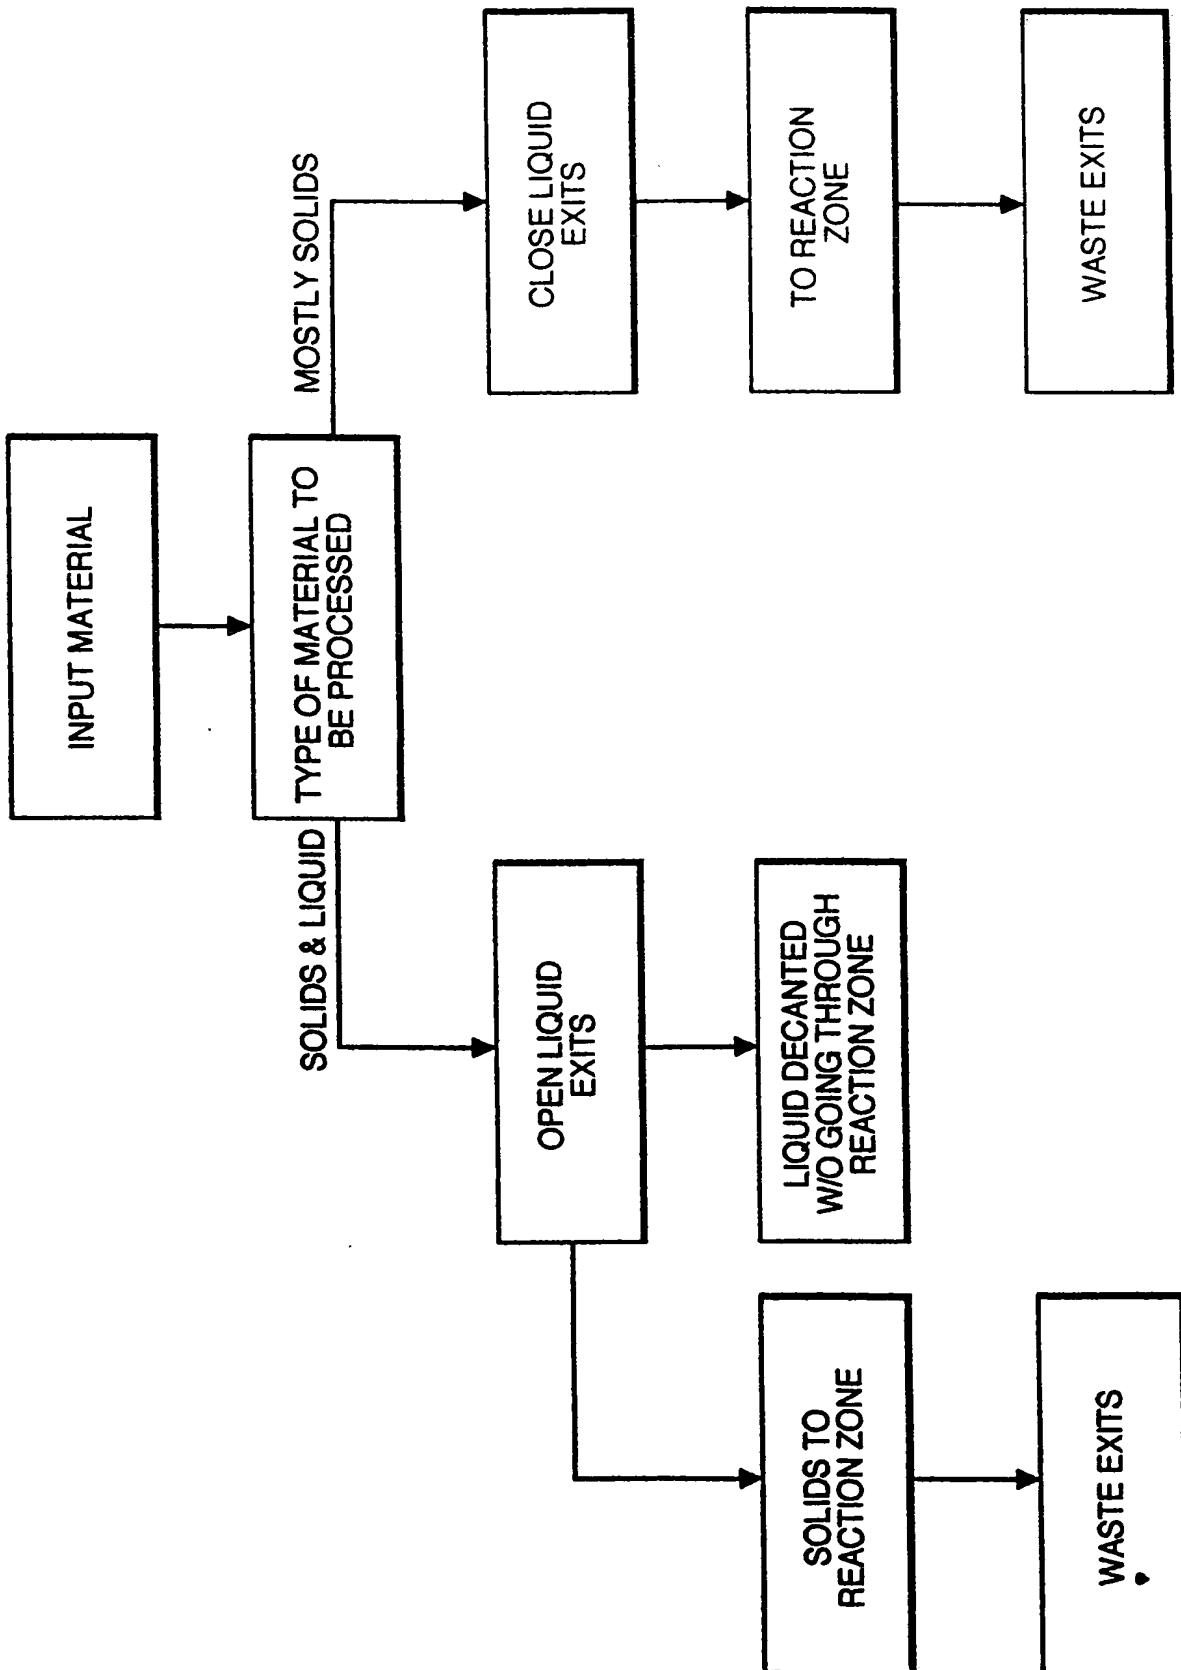 INPUT MATERIAL
TYPE OF MATERIAL TO
BE PROCESSED
SOLIDS & LIQUID
MOSTLY SOLIDS
OPEN LIQUID
EXITS
CLOSE LIQUID
EXITS
SOLIDS TO
REACTION ZONE
LIQUID DECANTED
W/O GOING THROUGH
REACTION ZONE
TO REACTION
ZONE
WASTE EXITS
WASTE EXITS